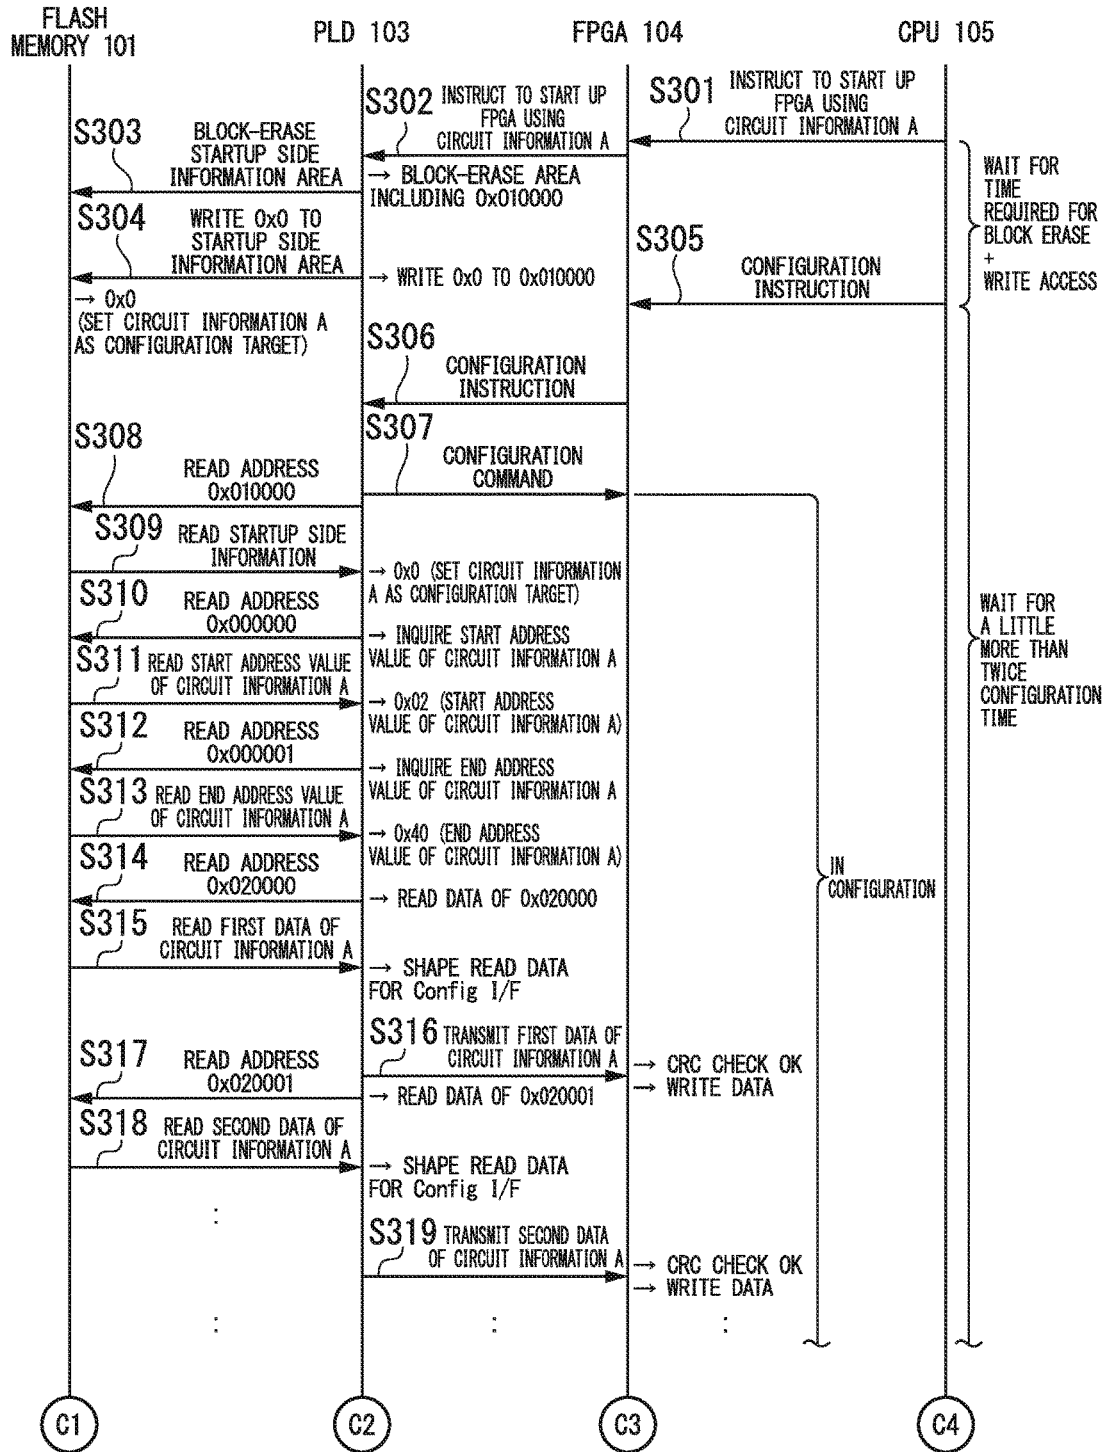 FLASH
MEMORY 101
PLD 103
FPGA 104
CPU 105
S301
INSTRUCT TO START UP
FPGA USING
CIRCUIT INFORMATION A
S302
INSTRUCT TO START UP
FPGA USING
CIRCUIT INFORMATION A
S303
BLOCK-ERASE
STARTUP SIDE
INFORMATION AREA
→ BLOCK-ERASE AREA
INCLUDING 0x010000
WAIT FOR
TIME
REQUIRED FOR
BLOCK ERASE
+
WRITE ACCESS
S304
WRITE 0x0 TO
STARTUP SIDE
INFORMATION AREA
→ WRITE 0x0 TO 0x010000
→ 0x0
(SET CIRCUIT INFORMATION A
AS CONFIGURATION TARGET)
S305
CONFIGURATION
INSTRUCTION
S306
CONFIGURATION
INSTRUCTION
S307
CONFIGURATION
COMMAND
S308
READ ADDRESS
0x010000
S309
READ STARTUP SIDE
INFORMATION
→ 0x0 (SET CIRCUIT INFORMATION
A AS CONFIGURATION TARGET)
S310
READ ADDRESS
0x000000
→ INQUIRE START ADDRESS
VALUE OF CIRCUIT INFORMATION A
WAIT FOR
A LITTLE
MORE THAN
TWICE
CONFIGURATION
TIME
S311
READ START ADDRESS VALUE
OF CIRCUIT INFORMATION A
→ 0x02 (START ADDRESS
VALUE OF CIRCUIT INFORMATION A)
S312
READ ADDRESS
0x000001
→ INQUIRE END ADDRESS
VALUE OF CIRCUIT INFORMATION A
S313
READ END ADDRESS VALUE
OF CIRCUIT INFORMATION A
→ 0x40 (END ADDRESS
VALUE OF CIRCUIT INFORMATION A)
S314
READ ADDRESS
0x020000
→ READ DATA OF 0x020000
IN
CONFIGURATION
S315
READ FIRST DATA OF
CIRCUIT INFORMATION A
→ SHAPE READ DATA
FOR Config I/F
S316
TRANSMIT FIRST DATA OF
CIRCUIT INFORMATION A
→ CRC CHECK OK
→ WRITE DATA
S317
READ ADDRESS
0x020001
→ READ DATA OF 0x020001
S318
READ SECOND DATA OF
CIRCUIT INFORMATION A
→ SHAPE READ DATA
FOR Config I/F
:
S319
TRANSMIT SECOND DATA
OF CIRCUIT INFORMATION A
→ CRC CHECK OK
→ WRITE DATA
: : :
C1
C2
C3
C4